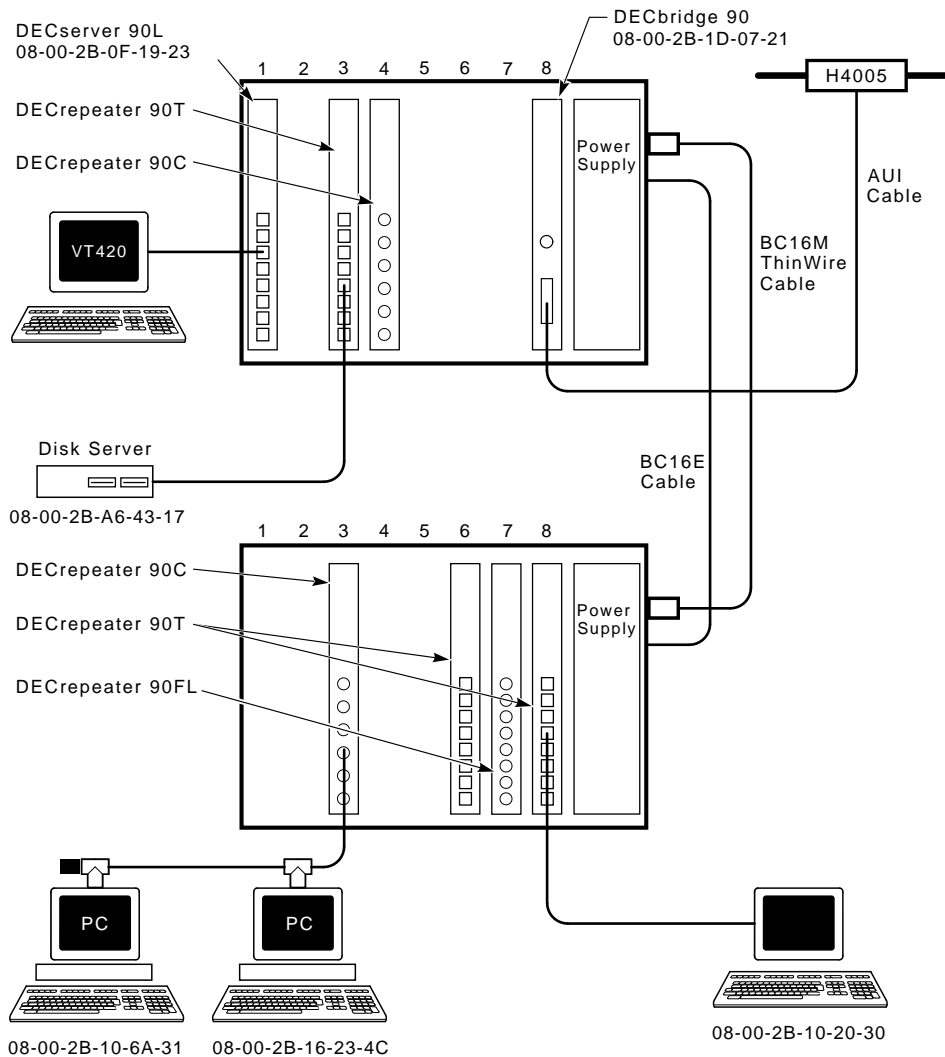 DECserver 90L
08-00-2B-0F-19-23
DECbridge 90
08-00-2B-1D-07-21
1 2 3 4 5 6 7 8
H4005
DECrepeater 90T
DECrepeater 90C
Power
Supply
AUI
Cable
VT420
BC16M
ThinWire
Cable
Disk Server
08-00-2B-A6-43-17
BC16E
Cable
1 2 3 4 5 6 7 8
DECrepeater 90C
DECrepeater 90T
DECrepeater 90FL
Power
Supply
PC
PC
08-00-2B-10-6A-31
08-00-2B-16-23-4C
08-00-2B-10-20-30